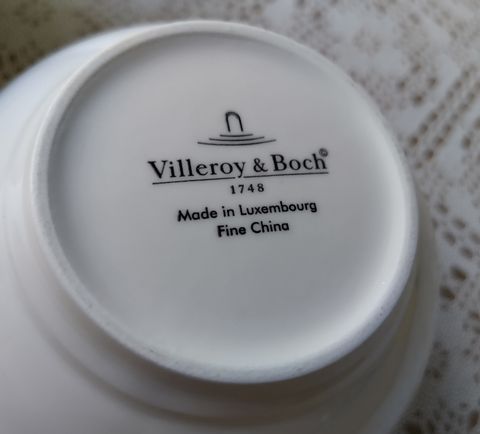 Villeroy & Boch©
1748
Made in Luxembourg
Fine China